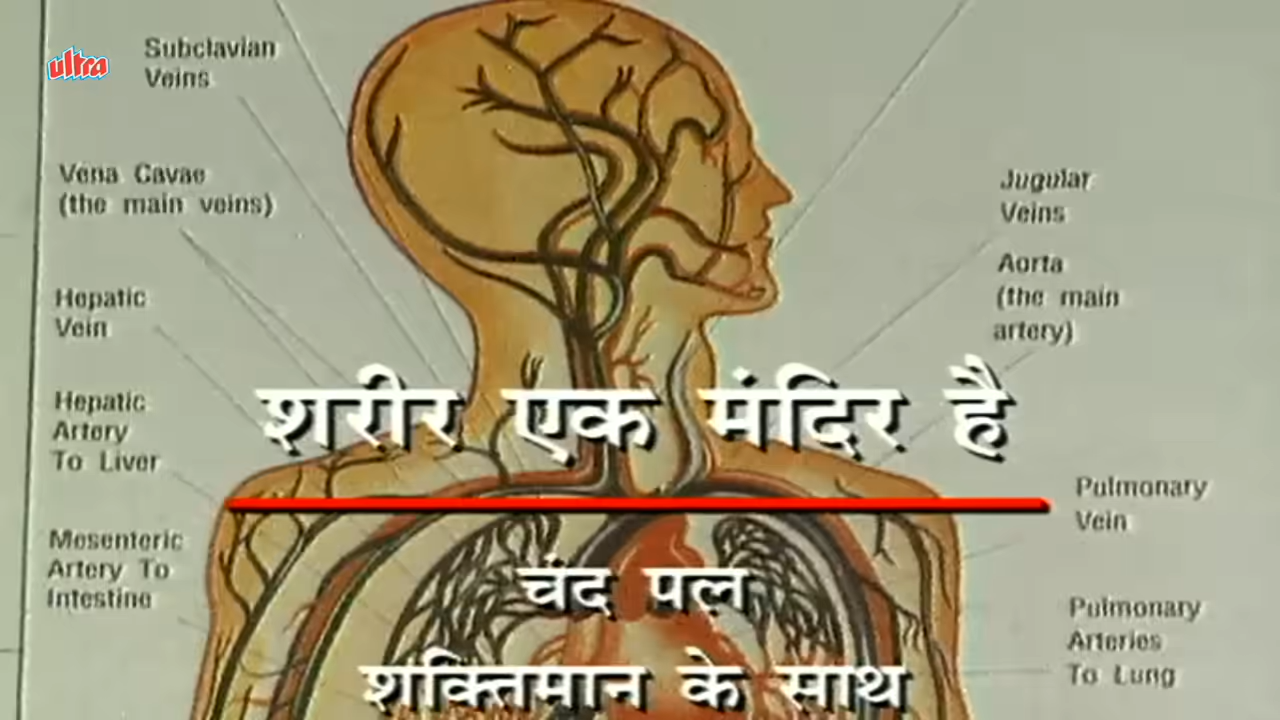 ultra
Subclavian
Veins
Vena Cavae
(the main veins)
Hepatic
Vein
Hepatic
Artery
To Liver
Mesenteric
Artery To
Intestine
Jugular
Veins
Aorta
(the main
artery)
Pulmonary
Vein
Pulmonary
Arteries
To Lung
शरीर एक मंदिर है
चंद पल
शक्तिमान के साथ